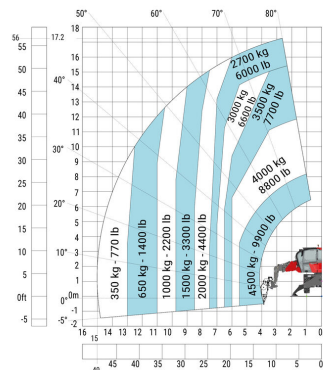 50° 60° 70° 80°
56 17.2 18
55 17
16
50 15
45 14
13
40° 40 12
35 11
10
30 9
30° 8
25 7
20 6
20° 5
15 4
10 3
10° 2
5 1
0ft 0° 0
-5° -1
-5 -2
2700 kg
6000 lb
3000 kg
6600 lb
3500 kg
7700 lb
4000 kg
8800 lb
4500 kg - 9900 lb
2000 kg - 4400 lb
1500 kg - 3300 lb
1000 kg - 2200 lb
650 kg - 1400 lb
350 kg - 770 lb
16 14 13 12 11 10 9 8 7 6 5 4 3 2 1 0
15
45 40 35 30 25 20 15 10 5 0